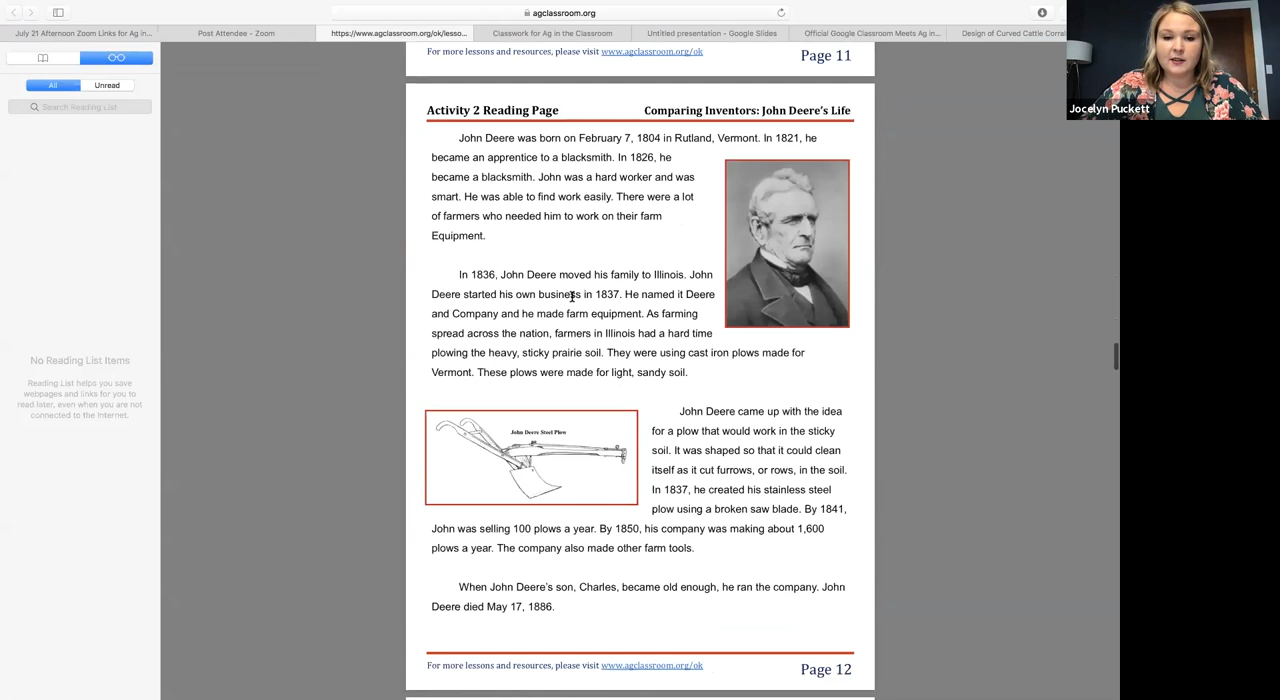 agclassroom.org
July 21 Afternoon Zoom Links for Ag in...
Post Attendee - Zoom
https://www.agclassroom.org/ok/lesso...
Classwork for Ag in the Classroom
Untitled presentation - Google Slides
Official Google Classroom Meets Ag in...
Design of Curved Cattle Corral
All
Unread
Search Reading List
No Reading List Items
Reading List helps you save
webpages and links for you to
read later, even when you are not
connected to the Internet.
For more lessons and resources, please visit www.agclassroom.org/ok
Page 11
Activity 2 Reading Page
Comparing Inventors: John Deere's Life
John Deere was born on February 7, 1804 in Rutland, Vermont. In 1821, he
became an apprentice to a blacksmith. In 1826, he
became a blacksmith. John was a hard worker and was
smart. He was able to find work easily. There were a lot
of farmers who needed him to work on their farm
Equipment.
In 1836, John Deere moved his family to Illinois. John
Deere started his own business in 1837. He named it Deere
and Company and he made farm equipment. As farming
spread across the nation, farmers in Illinois had a hard time
plowing the heavy, sticky prairie soil. They were using cast iron plows made for
Vermont. These plows were made for light, sandy soil.
John Deere Steel Plow
John Deere came up with the idea
for a plow that would work in the sticky
soil. It was shaped so that it could clean
itself as it cut furrows, or rows, in the soil.
In 1837, he created his stainless steel
plow using a broken saw blade. By 1841,
John was selling 100 plows a year. By 1850, his company was making about 1,600
plows a year. The company also made other farm tools.
When John Deere's son, Charles, became old enough, he ran the company. John
Deere died May 17, 1886.
For more lessons and resources, please visit www.agclassroom.org/ok
Page 12
Jocelyn Puckett